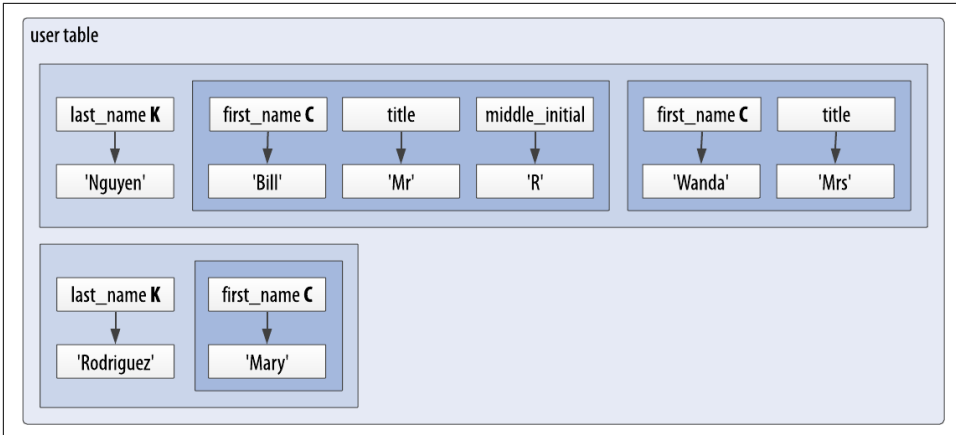 user table
last_name K first_name C title middle_initial first_name C title
'Nguyen' 'Bill' 'Mr' 'R' 'Wanda' 'Mrs'
last_name K first_name C
'Rodriguez' 'Mary'